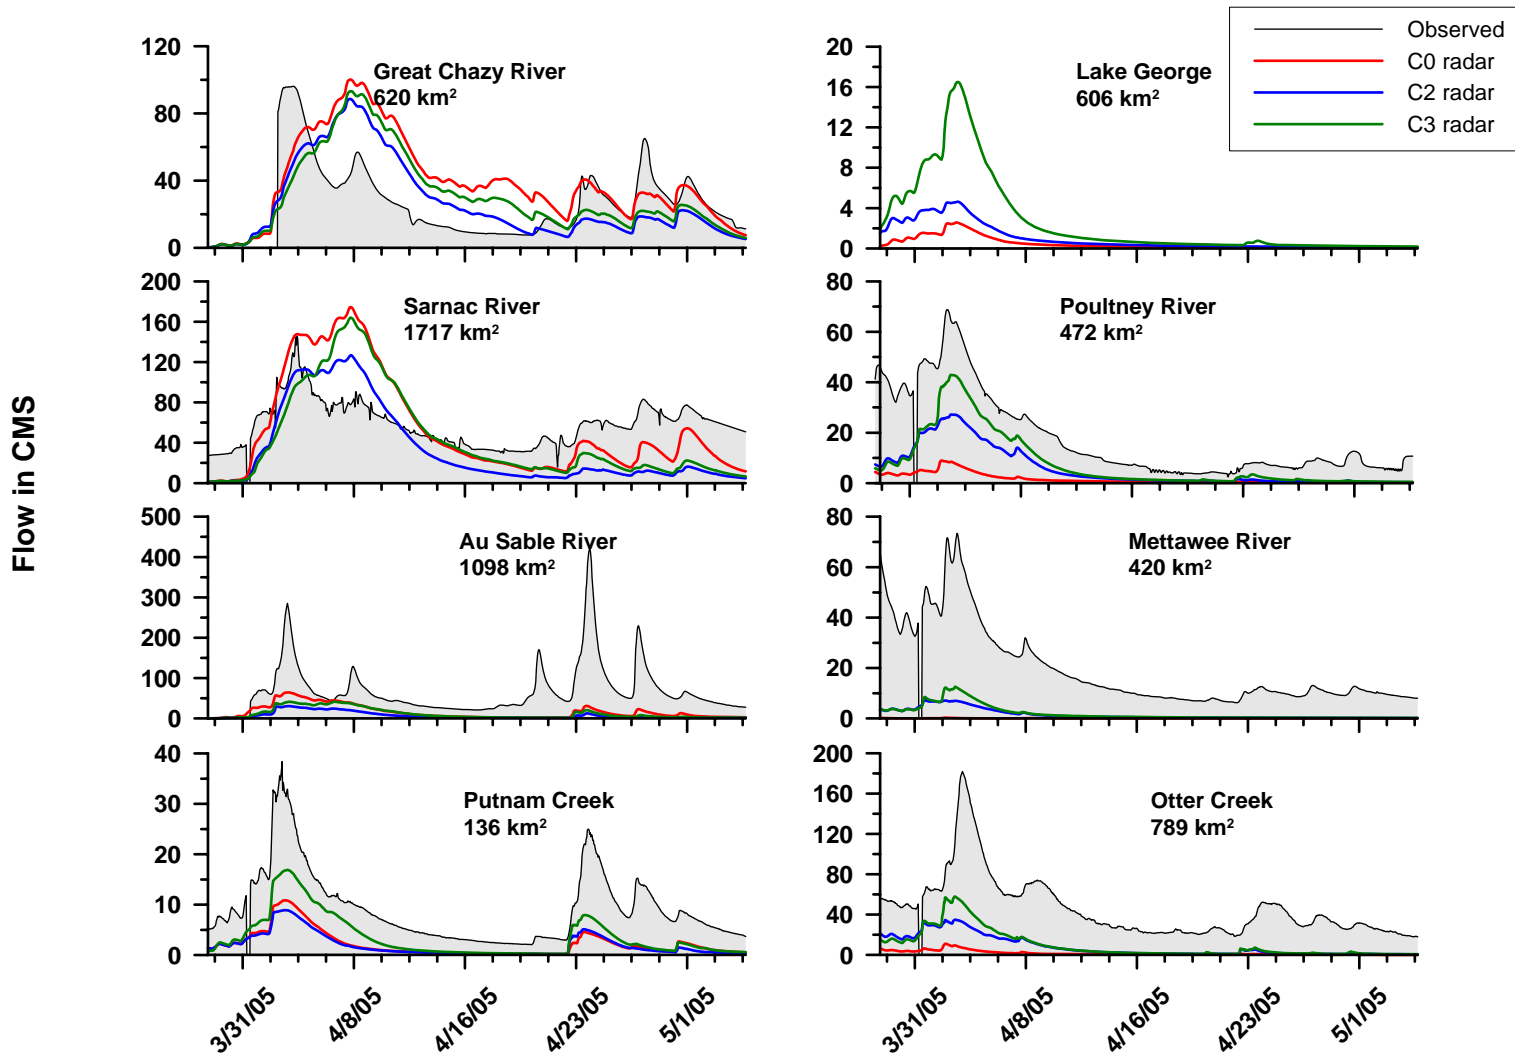 Observed
C0 radar
C2 radar
C3 radar
Flow in CMS
120
80
40
0
Great Chazy River
620 km²
20
16
12
8
4
0
Lake George
606 km²
200
160
120
80
40
0
Sarnac River
1717 km²
80
60
40
20
0
Poultney River
472 km²
500
400
300
200
100
0
Au Sable River
1098 km²
80
60
40
20
0
Mettawee River
420 km²
40
30
20
10
0
Putnam Creek
136 km²
200
160
120
80
40
0
Otter Creek
789 km²
3/31/05
4/8/05
4/16/05
4/23/05
5/1/05
3/31/05
4/8/05
4/16/05
4/23/05
5/1/05